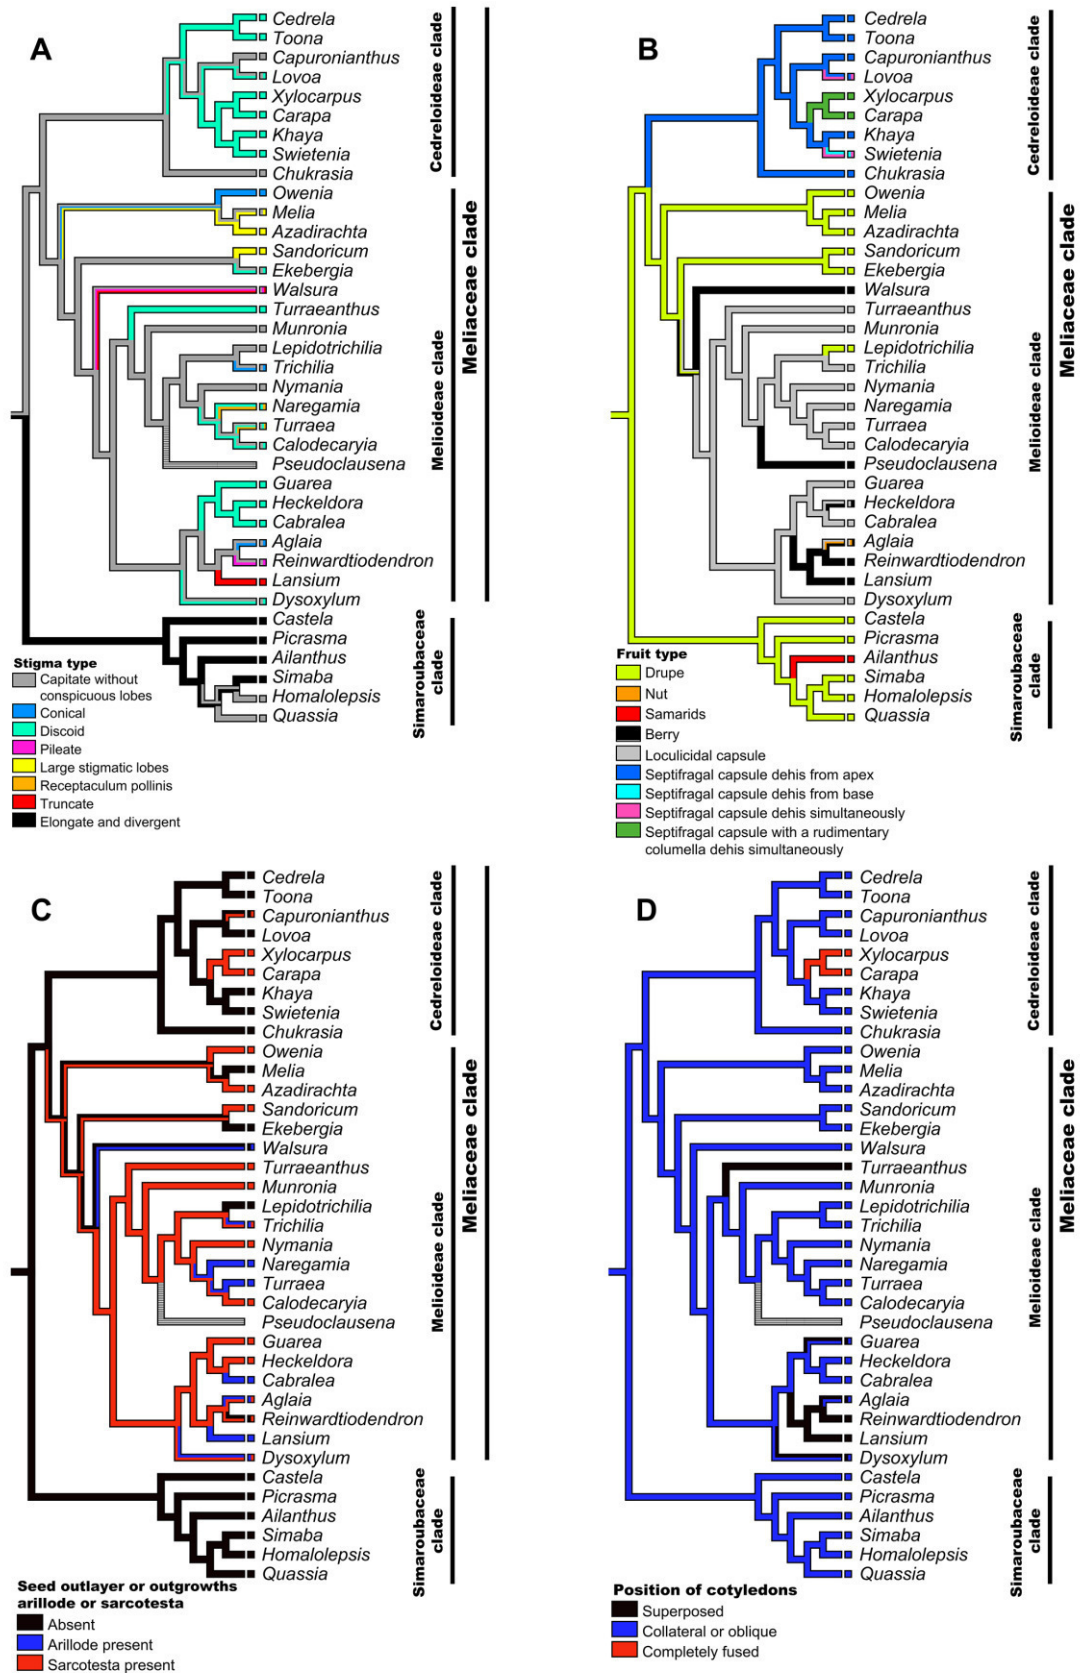 A
Cedrela
Toona
Capuronianthus
Lovoa
Xylocarpus
Carapa
Khaya
Swietenia
Chukrasia
Owenia
Melia
Azadirachta
Sandoricum
Ekebergia
Walsura
Turraeanthus
Munronia
Lepidotrichilia
Trichilia
Nymania
Naregamia
Turraea
Calodecaryia
Pseudoclausena
Guarea
Heckeldora
Cabralea
Aglaia
Reinwardtiodendron
Lansium
Dysoxylum
Castela
Picrasma
Ailanthus
Simaba
Homalolepsis
Quassia
Cedreloideae clade
Melioideae clade
Meliaceae clade
Simaroubaceae
clade
Stigma type
Capitate without
conspicuous lobes
Conical
Discoid
Pileate
Large stigmatic lobes
Receptaculum pollinis
Truncate
Elongate and divergent
B
Cedrela
Toona
Capuronianthus
Lovoa
Xylocarpus
Carapa
Khaya
Swietenia
Chukrasia
Owenia
Melia
Azadirachta
Sandoricum
Ekebergia
Walsura
Turraeanthus
Munronia
Lepidotrichilia
Trichilia
Nymania
Naregamia
Turraea
Calodecaryia
Pseudoclausena
Guarea
Heckeldora
Cabralea
Aglaia
Reinwardtiodendron
Lansium
Dysoxylum
Castela
Picrasma
Ailanthus
Simaba
Homalolepsis
Quassia
Cedreloideae clade
Melioideae clade
Meliaceae clade
Simaroubaceae
clade
Fruit type
Drupe
Nut
Samarids
Berry
Loculicidal capsule
Septifragal capsule dehis from apex
Septifragal capsule dehis from base
Septifragal capsule dehis simultaneously
Septifragal capsule with a rudimentary
columella dehis simultaneously
C
Cedrela
Toona
Capuronianthus
Lovoa
Xylocarpus
Carapa
Khaya
Swietenia
Chukrasia
Owenia
Melia
Azadirachta
Sandoricum
Ekebergia
Walsura
Turraeanthus
Munronia
Lepidotrichilia
Trichilia
Nymania
Naregamia
Turraea
Calodecaryia
Pseudoclausena
Guarea
Heckeldora
Cabralea
Aglaia
Reinwardtiodendron
Lansium
Dysoxylum
Castela
Picrasma
Ailanthus
Simaba
Homalolepsis
Quassia
Cedreloideae clade
Melioideae clade
Meliaceae clade
Simaroubaceae
clade
Seed outlayer or outgrowths
arillode or sarcotesta
Absent
Arillode present
Sarcotesta present
D
Cedrela
Toona
Capuronianthus
Lovoa
Xylocarpus
Carapa
Khaya
Swietenia
Chukrasia
Owenia
Melia
Azadirachta
Sandoricum
Ekebergia
Walsura
Turraeanthus
Munronia
Lepidotrichilia
Trichilia
Nymania
Naregamia
Turraea
Calodecaryia
Pseudoclausena
Guarea
Heckeldora
Cabralea
Aglaia
Reinwardtiodendron
Lansium
Dysoxylum
Castela
Picrasma
Ailanthus
Simaba
Homalolepsis
Quassia
Cedreloideae clade
Melioideae clade
Meliaceae clade
Simaroubaceae
clade
Position of cotyledons
Superposed
Collateral or oblique
Completely fused